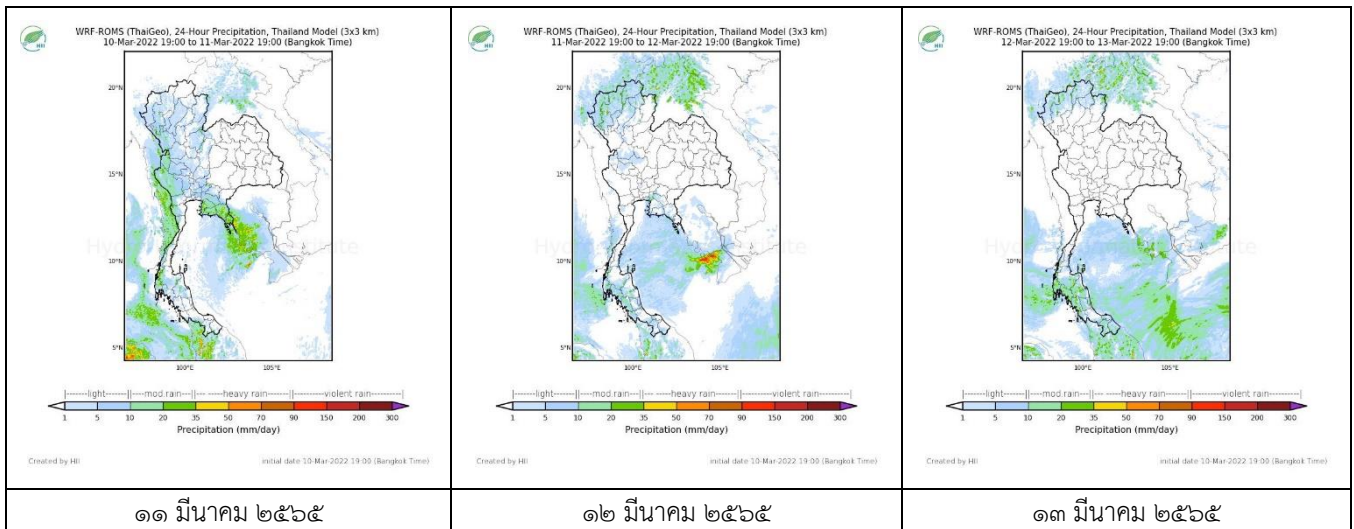 HII
WRF-ROMS (ThaiGeo), 24-Hour Precipitation, Thailand Model (3x3 km)
10-Mar-2022 19:00 to 11-Mar-2022 19:00 (Bangkok Time)
20°N
15°N
10°N
5°N
100°E 105°E
|-------light------||---mod.rain---||--- ---heavy rain------||------violent rain------|
1 5 10 20 35 50 70 90 150 200 300
Precipitation (mm/day)
Created by HII initial date 10-Mar-2022 19:00 (Bangkok Time)
๑๑ มีนาคม ๒๕๖๕
HII
WRF-ROMS (ThaiGeo), 24-Hour Precipitation, Thailand Model (3x3 km)
11-Mar-2022 19:00 to 12-Mar-2022 19:00 (Bangkok Time)
20°N
15°N
10°N
5°N
100°E 105°E
|-------light------||---mod.rain---||--- ---heavy rain------||------violent rain------|
1 5 10 20 35 50 70 90 150 200 300
Precipitation (mm/day)
Created by HII initial date 10-Mar-2022 19:00 (Bangkok Time)
๑๒ มีนาคม ๒๕๖๕
HII
WRF-ROMS (ThaiGeo), 24-Hour Precipitation, Thailand Model (3x3 km)
12-Mar-2022 19:00 to 13-Mar-2022 19:00 (Bangkok Time)
20°N
15°N
10°N
5°N
100°E 105°E
|-------light------||---mod.rain---||--- ---heavy rain------||------violent rain------|
1 5 10 20 35 50 70 90 150 200 300
Precipitation (mm/day)
Created by HII initial date 10-Mar-2022 19:00 (Bangkok Time)
๑๓ มีนาคม ๒๕๖๕